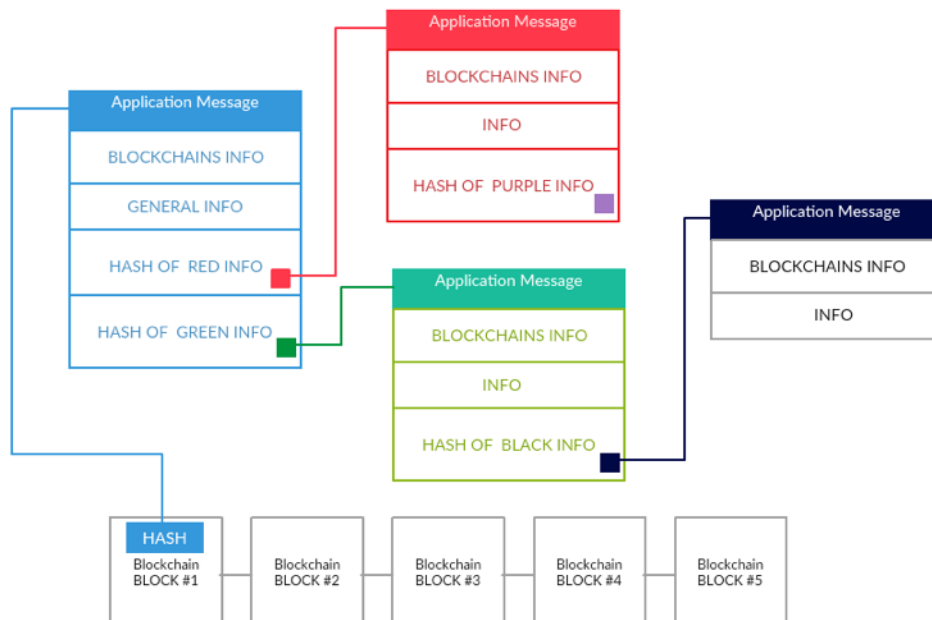 Application Message
BLOCKCHAINS INFO
INFO
HASH OF PURPLE INFO
Application Message
BLOCKCHAINS INFO
GENERAL INFO
HASH OF RED INFO
HASH OF GREEN INFO
Application Message
BLOCKCHAINS INFO
INFO
Application Message
BLOCKCHAINS INFO
INFO
HASH OF BLACK INFO
HASH
Blockchain
BLOCK #1
Blockchain
BLOCK #2
Blockchain
BLOCK #3
Blockchain
BLOCK #4
Blockchain
BLOCK #5